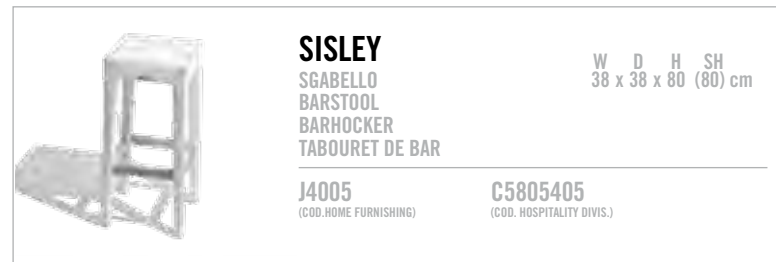 SISLEY
SGABELLO
BARSTOOL
BARHOCKER
TABOURET DE BAR
W D H SH
38 x 38 x 80 (80) cm
J4005
(COD.HOME FURNISHING)
C5805405
(COD. HOSPITALITY DIVIS.)